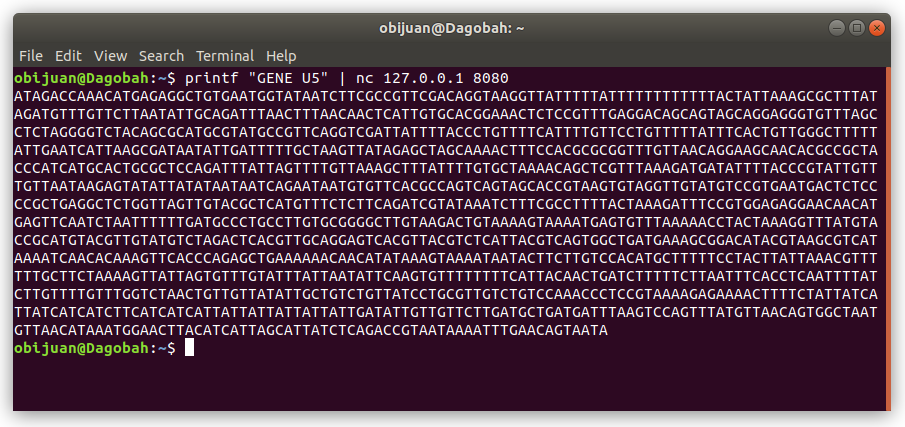 obijuan@Dagobah: ~
File Edit View Search Terminal Help
obijuan@Dagobah:~$ printf "GENE U5" | nc 127.0.0.1 8080
ATAGACCAAACATGAGAGGCTGTGAATGGTATAATCTTCGCCGTTCGACAGGTAAGGTTATTTTTATTTTTTTTTTTTACTATTAAAGCGCTTTAT
AGATGTTTGTTCTTAATATTGCAGATTTAACTTTAACAACTCATTGTGCACGGAAACTCTCCGTTTGAGGACAGCAGTAGCAGGAGGGTGTTTAGC
CTCTAGGGGTCTACAGCGCATGCGTATGCCGTTCAGGTCGATTATTTTACCCTGTTTTCATTTTGTTCCTGTTTTTATTTCACTGTTGGGCTTTTT
ATTGAATCATTAAGCGATAATATTGATTTTTGCTAAGTTATAGAGCTAGCAAAACTTTCCACGCGCGGTTTGTTAACAGGAAGCAACACGCCGCTA
CCCATCATGCACTGCGCTCCAGATTTATTAGTTTTGTTAAAGCTTTATTTTGTGCTAAAACAGCTCGTTTAAAGATGATATTTTACCCGTATTGTT
TGTTAATAAGAGTATATTATATAATAATCAGAATAATGTGTTCACGCCAGTCAGTAGCACCGTAAGTGTAGGTTGTATGTCCGTGAATGACTCTCC
CCGCTGAGGCTCTGGTTAGTTGTACGCTCATGTTTCTCTTCAGATCGTATAAATCTTTCGCCTTTTACTAAAGATTTCCGTGGAGAGGAACAACAT
GAGTTCAATCTAATTTTTTGATGCCCTGCCTTGTGCGGGGCTTGTAAGACTGTAAAAGTAAAATGAGTGTTTAAAAACCTACTAAAGGTTTATGTA
CCGCATGTACGTTGTATGTCTAGACTCACGTTGCAGGAGTCACGTTACGTCTCATTACGTCAGTGGCTGATGAAAGCGGACATACGTAAGCGTCAT
AAAATCAACACAAAGTTCACCCAGAGCTGAAAAAACAACATATAAAGTAAAATAATACTTCTTGTCCACATGCTTTTTCCTACTTATTAAACGTTT
TTTGCTTCTAAAAGTTATTAGTGTTTGTATTTATTAATATTCAAGTGTTTTTTTTCATTACAACTGATCTTTTTCTTAATTTCACCTCAATTTTAT
CTTGTTTTGTTTGGTCTAACTGTTGTTATATTGCTGTCTGTTATCCTGCGTTGTCTGTCCAAACCCTCCGTAAAAGAGAAAACTTTTCTATTATCA
TTATCATCATCTTCATCATCATTATTATTATTATTATTGATATTGTTGTTCTTGATGCTGATGATTTAAGTCCAGTTTATGTTAACAGTGGCTAAT
GTTAACATAAATGGAACTTACATCATTAGCATTATCTCAGACCGTAATAAAATTTGAACAGTAATA
obijuan@Dagobah:~$